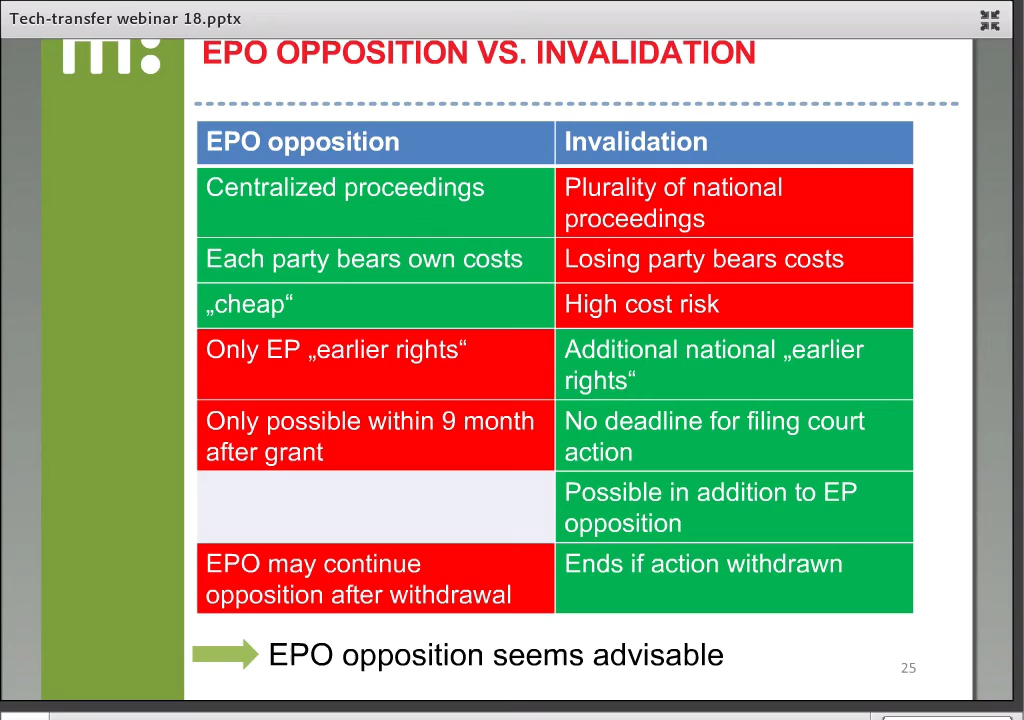 Tech-transfer webinar 18.pptx
EPO OPPOSITION VS. INVALIDATION
EPO opposition
Invalidation
Centralized proceedings
Plurality of national
proceedings
Each party bears own costs
Losing party bears costs
„cheap“
High cost risk
Only EP „earlier rights“
Additional national „earlier
rights“
Only possible within 9 month
after grant
No deadline for filing court
action
Possible in addition to EP
opposition
EPO may continue
opposition after withdrawal
Ends if action withdrawn
EPO opposition seems advisable
25